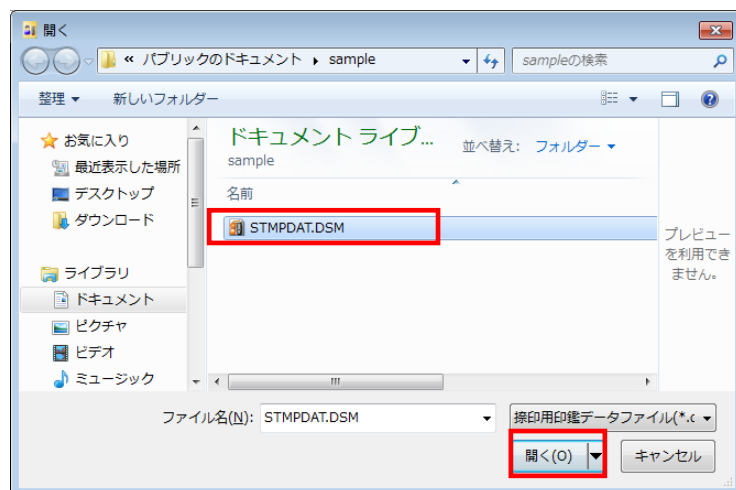 開く
« パブリックのドキュメント ▸ sample
sampleの検索
整理 ▼ 新しいフォルダー
お気に入り
最近表示した場所
デスクトップ
ダウンロード
ライブラリ
ドキュメント
ピクチャ
ビデオ
ミュージック
ドキュメント ライブ...
sample
並べ替え: フォルダー ▼
名前
STMPDAT.DSM
プレビュー
を利用でき
ません。
ファイル名(N): STMPDAT.DSM
捺印用印鑑データファイル(*.c
開く(O)
キャンセル